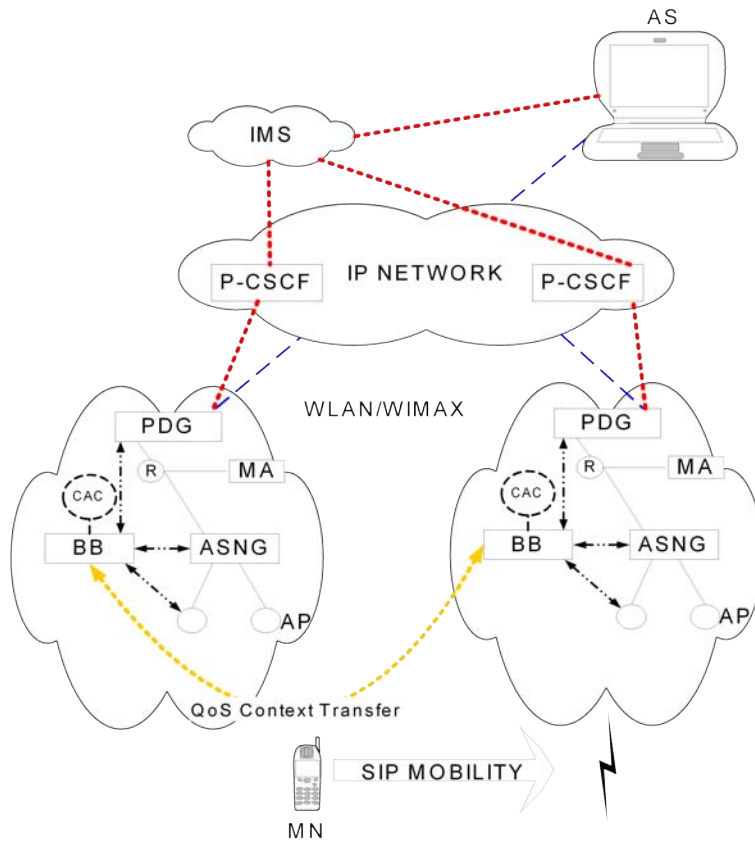 AS
IMS
IP NETWORK
P-CSCF
P-CSCF
WLAN/WIMAX
PDG
R
MA
CAC
BB
ASNG
AP
PDG
R
MA
CAC
BB
ASNG
AP
QoS Context Transfer
SIP MOBILITY
MN